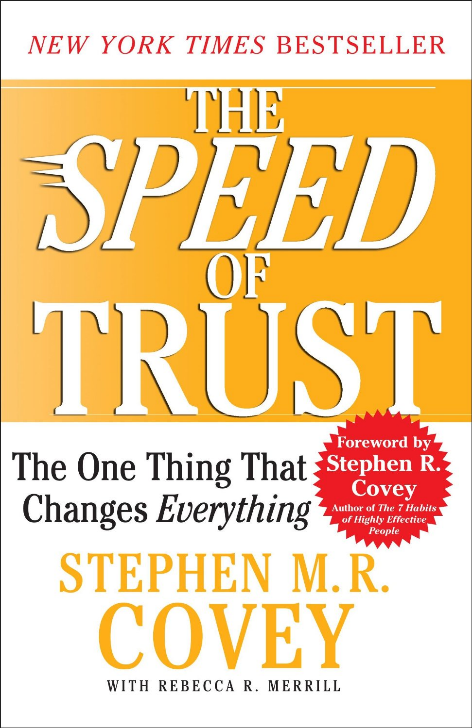 NEW YORK TIMES BESTSELLER
THE
SPEED
OF
TRUST
The One Thing That
Changes Everything
Foreword by
Stephen R.
Covey
Author of The 7 Habits
of Highly Effective
People
STEPHEN M.R.
COVEY
WITH REBECCA R. MERRILL